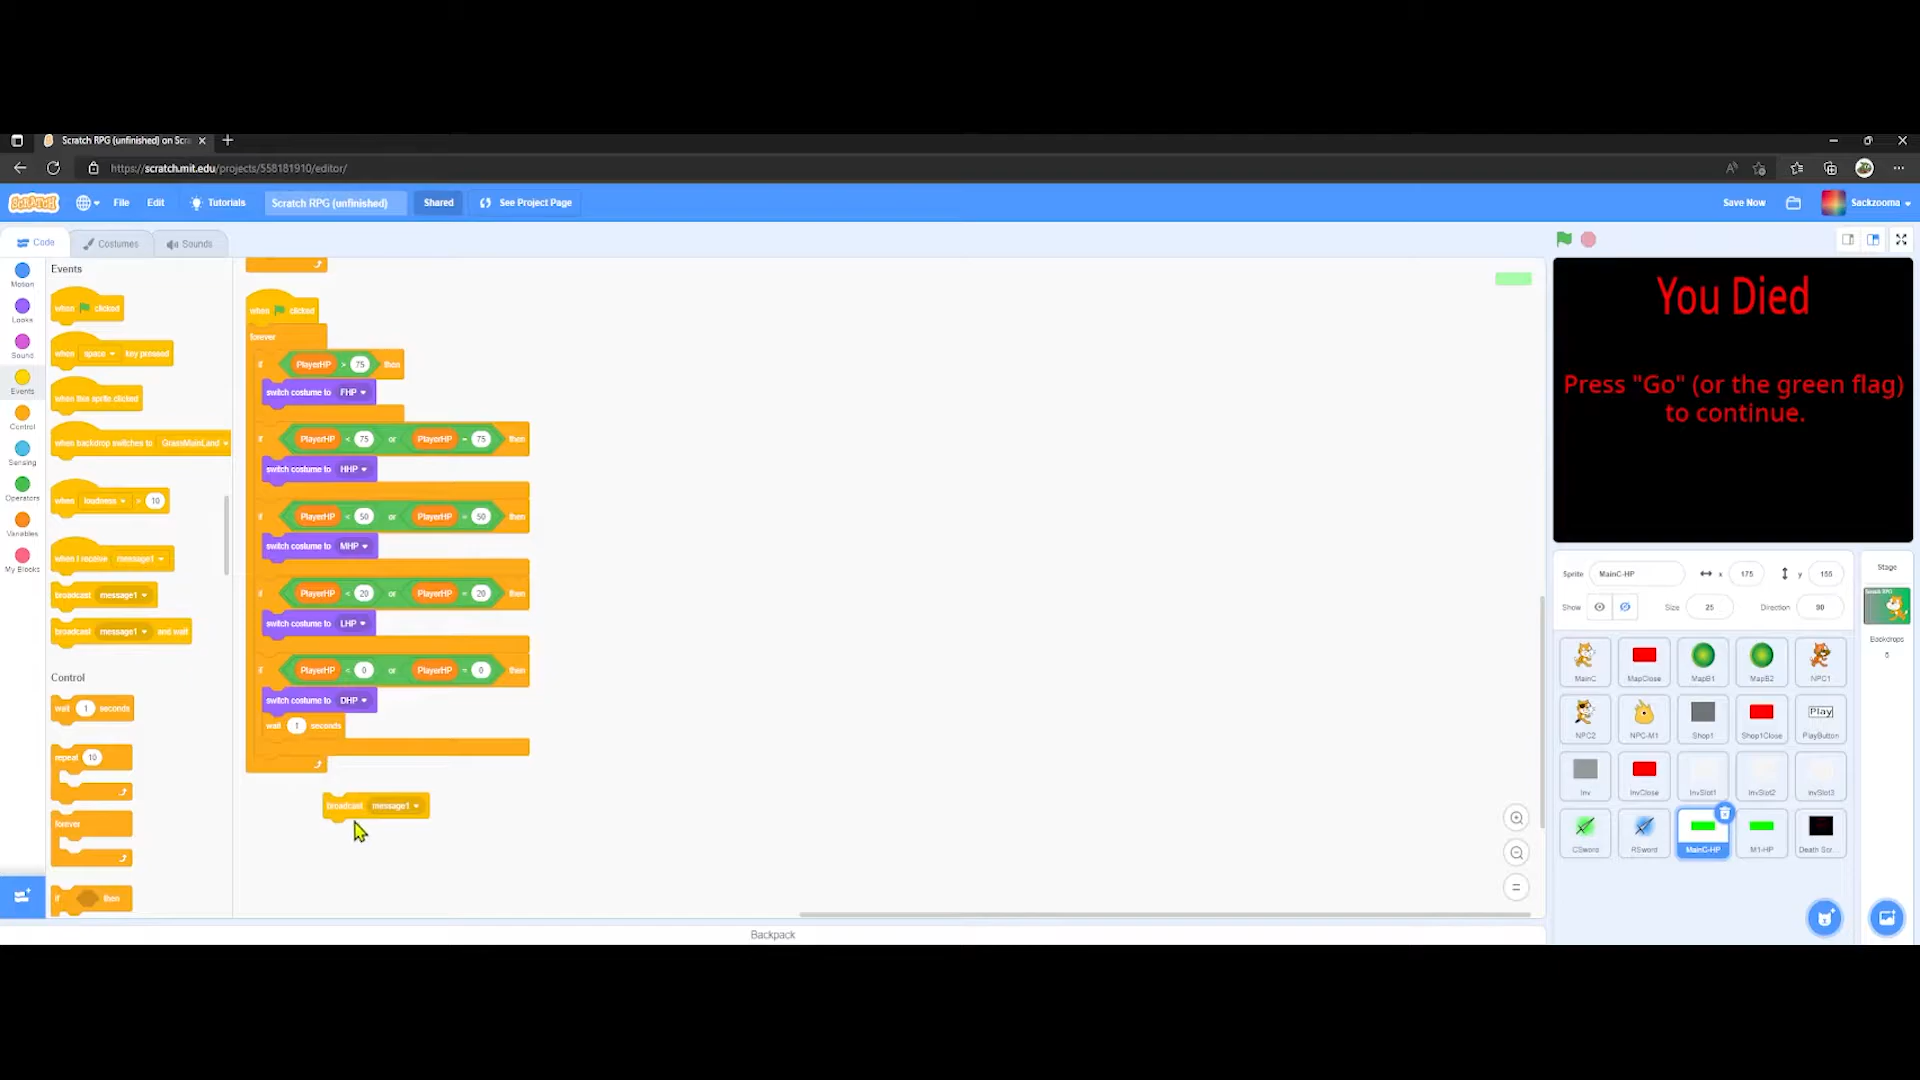 Scratch RPG (unfinished) on Scra
https://scratch.mit.edu/projects/558181910/editor/
SCRATCH
File
Edit
Tutorials
Scratch RPG (unfinished)
Shared
See Project Page
Save Now
Sackzooma
Code
Costumes
Sounds
Motion
Looks
Sound
Events
Control
Sensing
Operators
Variables
My Blocks
Events
when clicked
when space key pressed
when this sprite clicked
when backdrop switches to GrassMainLand
when loudness > 10
when I receive message1
broadcast message1
broadcast message1 and wait
Control
wait 1 seconds
repeat 10
forever
if then
when clicked
forever
if PlayerHP > 75 then
switch costume to FHP
if PlayerHP < 75 or PlayerHP = 75 then
switch costume to HHP
if PlayerHP < 50 or PlayerHP = 50 then
switch costume to MHP
if PlayerHP < 20 or PlayerHP = 20 then
switch costume to LHP
if PlayerHP < 0 or PlayerHP = 0 then
switch costume to DHP
wait 1 seconds
broadcast message1
Backpack
You Died
Press "Go" (or the green flag)
to continue.
Sprite MainC-HP x 175 y 155
Show Size 25 Direction 90
MainC MapClose MapB1 MapB2 NPC1
NPC2 NPC-M1 Shop1 Shop1Close PlayButton
Play
Inv InvClose InvSlot1 InvSlot2 InvSlot3
CSword RSword MainC-HP M1-HP Death Scr...
Stage
Scratch RPG
Backdrops